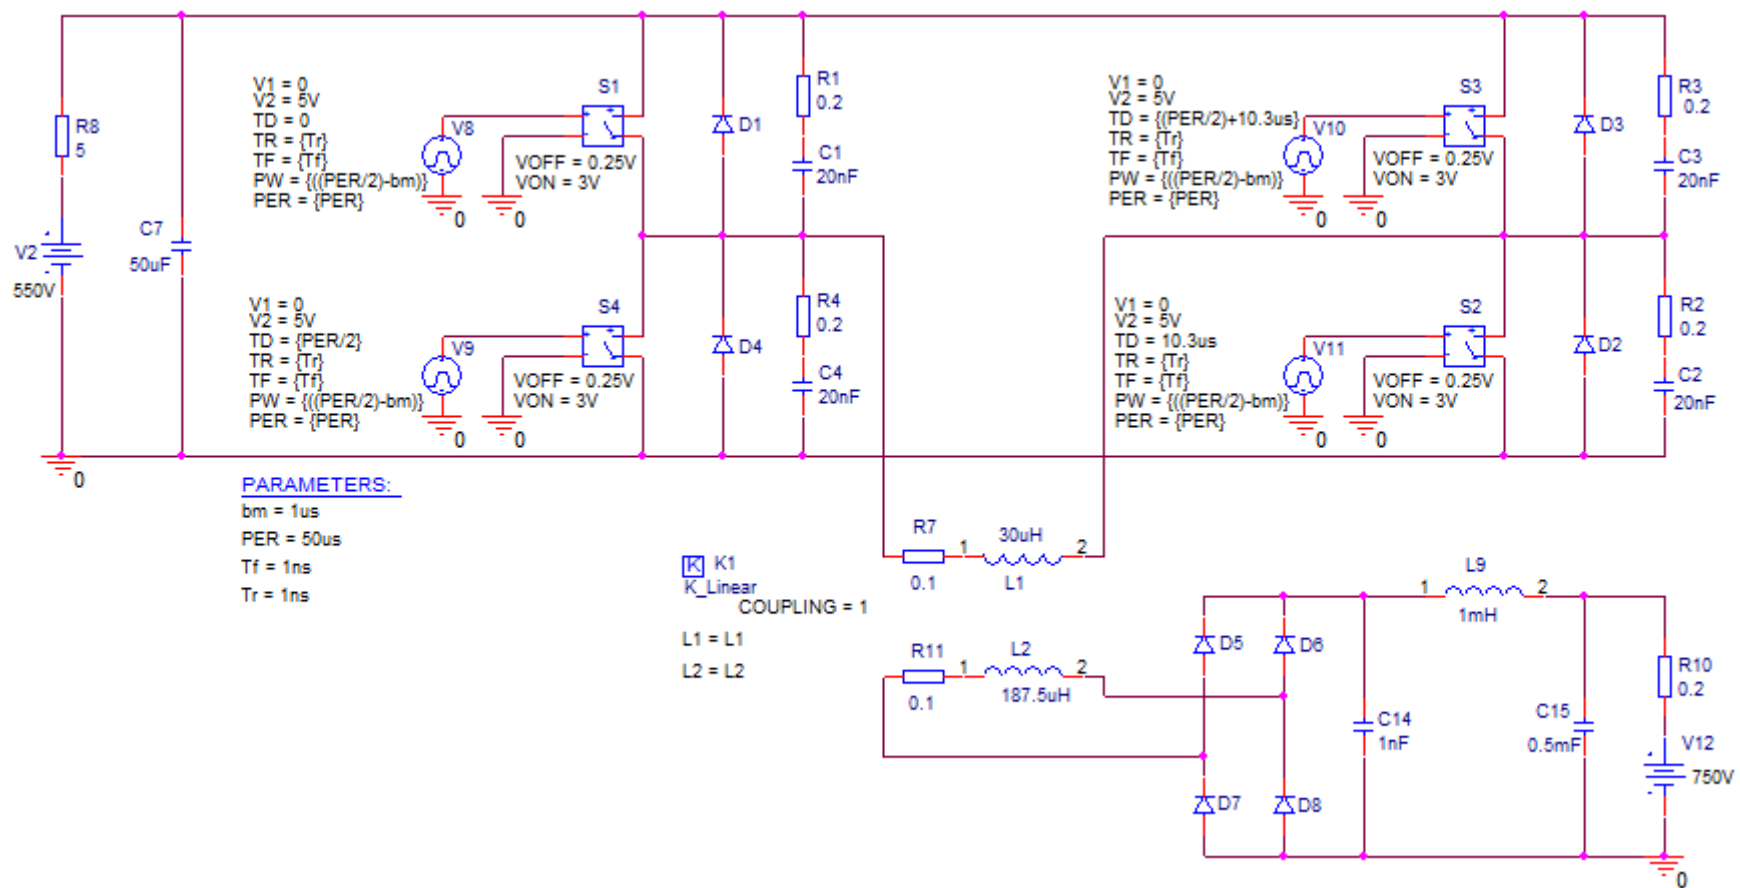 R8
5
V2
550V
C7
50uF
V1 = 0
V2 = 5V
TD = 0
TR = {Tr}
TF = {Tf}
PW = {((PER/2)-bm)}
PER = {PER}
V8
0
0
S1
VOFF = 0.25V
VON = 3V
D1
R1
0.2
C1
20nF
V1 = 0
V2 = 5V
TD = {(PER/2)+10.3us}
TR = {Tr}
TF = {Tf}
PW = {((PER/2)-bm)}
PER = {PER}
V10
0
0
S3
VOFF = 0.25V
VON = 3V
D3
R3
0.2
C3
20nF
V1 = 0
V2 = 5V
TD = {PER/2}
TR = {Tr}
TF = {Tf}
PW = {((PER/2)-bm)}
PER = {PER}
V9
0
0
S4
VOFF = 0.25V
VON = 3V
D4
R4
0.2
C4
20nF
V1 = 0
V2 = 5V
TD = 10.3us
TR = {Tr}
TF = {Tf}
PW = {((PER/2)-bm)}
PER = {PER}
V11
0
0
S2
VOFF = 0.25V
VON = 3V
D2
R2
0.2
C2
20nF
0
PARAMETERS:
bm = 1us
PER = 50us
Tf = 1ns
Tr = 1ns
K K1
K_Linear
COUPLING = 1
L1 = L1
L2 = L2
R7
0.1
1
30uH
2
L1
R11
0.1
1
L2
2
187.5uH
D5
D6
D7
D8
C14
1nF
L9
1
2
1mH
C15
0.5mF
R10
0.2
V12
750V
0